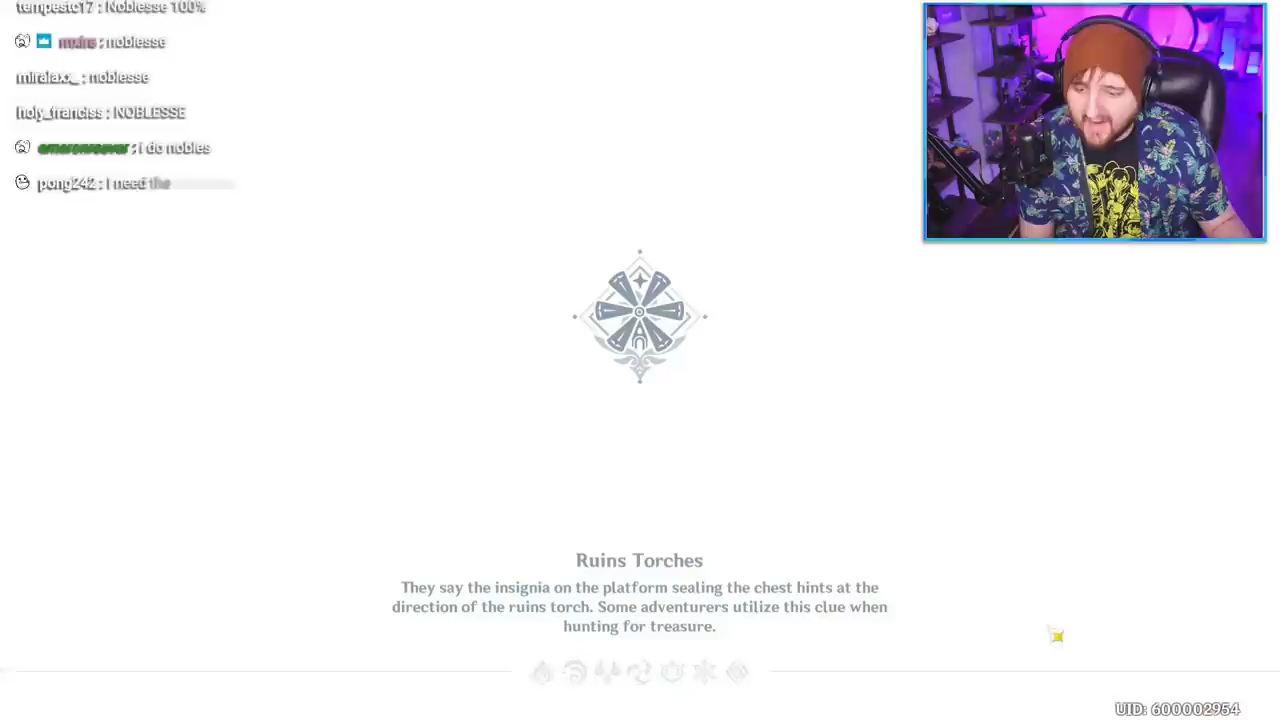 tempesto17 : Noblesse 100%
: noblesse
miralaxx_ : noblesse
holy_franciss : NOBLESSE
: i do nobles
pong242 : I need the
Ruins Torches
They say the insignia on the platform sealing the chest hints at the
direction of the ruins torch. Some adventurers utilize this clue when
hunting for treasure.
UID: 600002954